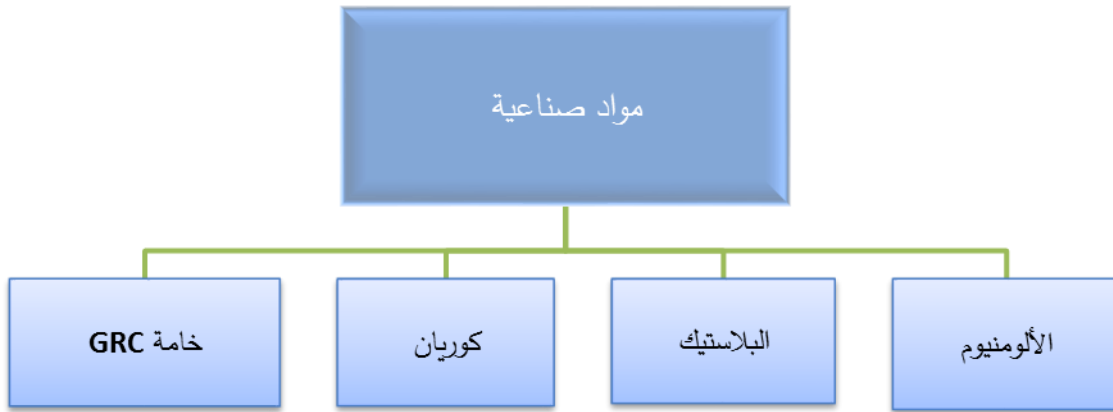 مواد صناعية
الألومنيوم
البلاستيك
كوريان
خامة GRC